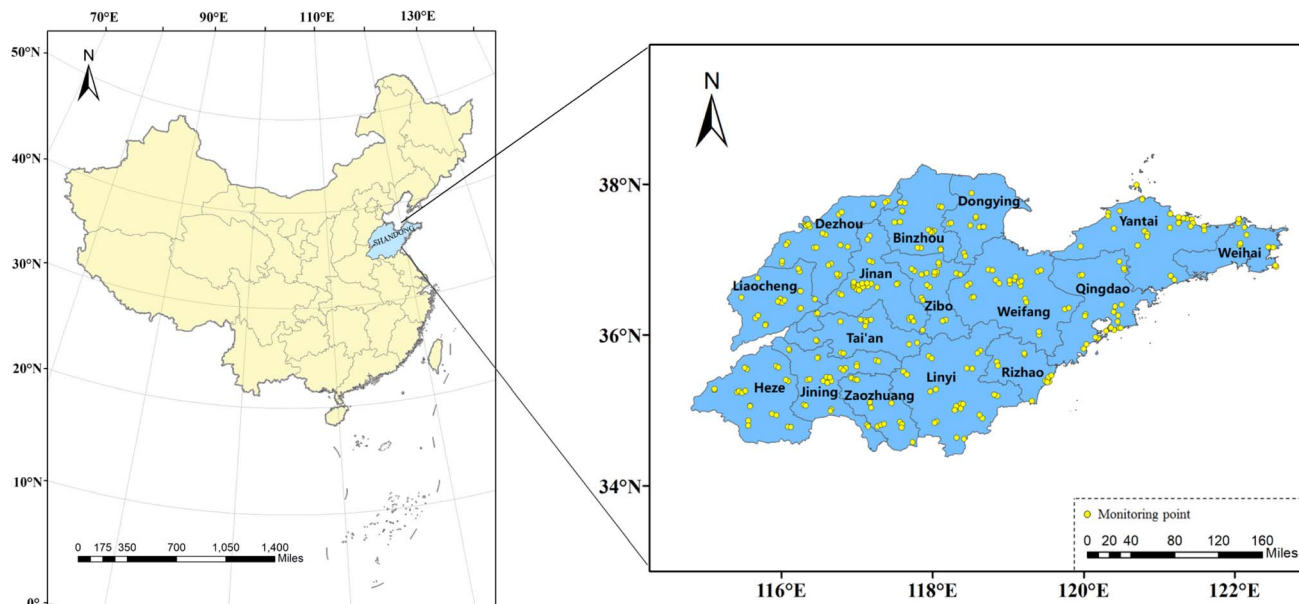 70°E 90°E 110°E 130°E
50°N
N
40°N
SHANDONG
30°N
20°N
10°N
0 175 350 700 1,050 1,400
Miles
0°
N
38°N
Dongying
Dezhou
Yantai
Binzhou
Weihai
Jinan
Liaocheng
Qingdao
Zibo
Weifang
36°N
Tai'an
Rizhao
Linyi
Heze
Jining
Zaozhuang
34°N
Monitoring point
0 20 40 80 120 160
Miles
116°E 118°E 120°E 122°E